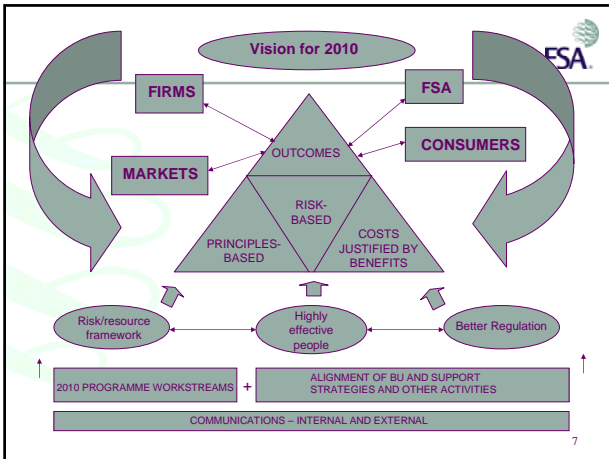 Vision for 2010
FSA
FIRMS
FSA
MARKETS
CONSUMERS
OUTCOMES
RISK-
BASED
PRINCIPLES-
BASED
COSTS
JUSTIFIED BY
BENEFITS
Risk/resource
framework
Highly
effective
people
Better Regulation
2010 PROGRAMME WORKSTREAMS
+
ALIGNMENT OF BU AND SUPPORT
STRATEGIES AND OTHER ACTIVITIES
COMMUNICATIONS – INTERNAL AND EXTERNAL
7